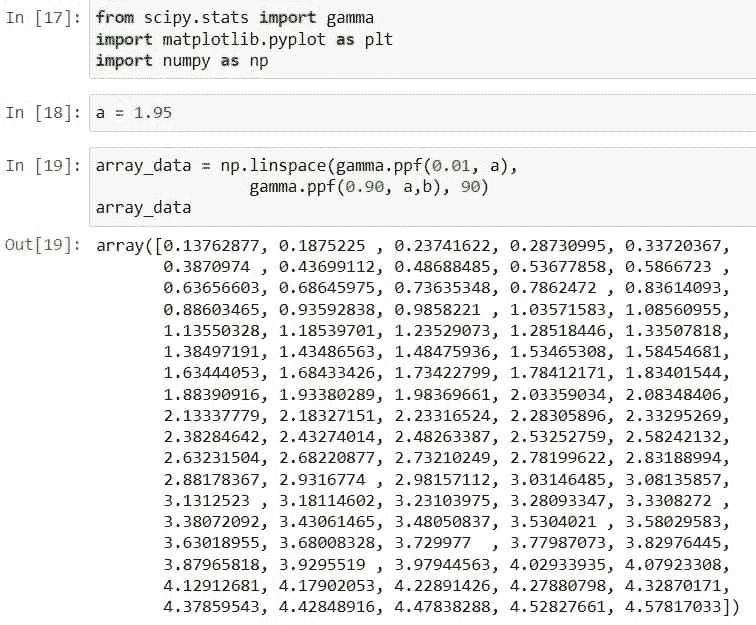 In [17]: from scipy.stats import gamma
import matplotlib.pyplot as plt
import numpy as np
In [18]: a = 1.95
In [19]: array_data = np.linspace(gamma.ppf(0.01, a),
gamma.ppf(0.90, a,b), 90)
array_data
Out[19]: array([0.13762877, 0.1875225 , 0.23741622, 0.28730995, 0.33720367,
0.3870974 , 0.43699112, 0.48688485, 0.53677858, 0.5866723 ,
0.63656603, 0.68645975, 0.73635348, 0.7862472 , 0.83614093,
0.88603465, 0.93592838, 0.9858221 , 1.03571583, 1.08560955,
1.13550328, 1.18539701, 1.23529073, 1.28518446, 1.33507818,
1.38497191, 1.43486563, 1.48475936, 1.53465308, 1.58454681,
1.63444053, 1.68433426, 1.73422799, 1.78412171, 1.83401544,
1.88390916, 1.93380289, 1.98369661, 2.03359034, 2.08348406,
2.13337779, 2.18327151, 2.23316524, 2.28305896, 2.33295269,
2.38284642, 2.43274014, 2.48263387, 2.53252759, 2.58242132,
2.63231504, 2.68220877, 2.73210249, 2.78199622, 2.83188994,
2.88178367, 2.9316774 , 2.98157112, 3.03146485, 3.08135857,
3.1312523 , 3.18114602, 3.23103975, 3.28093347, 3.3308272 ,
3.38072092, 3.43061465, 3.48050837, 3.5304021 , 3.58029583,
3.63018955, 3.68008328, 3.729977  , 3.77987073, 3.82976445,
3.87965818, 3.9295519 , 3.97944563, 4.02933935, 4.07923308,
4.12912681, 4.17902053, 4.22891426, 4.27880798, 4.32870171,
4.37859543, 4.42848916, 4.47838288, 4.52827661, 4.57817033])